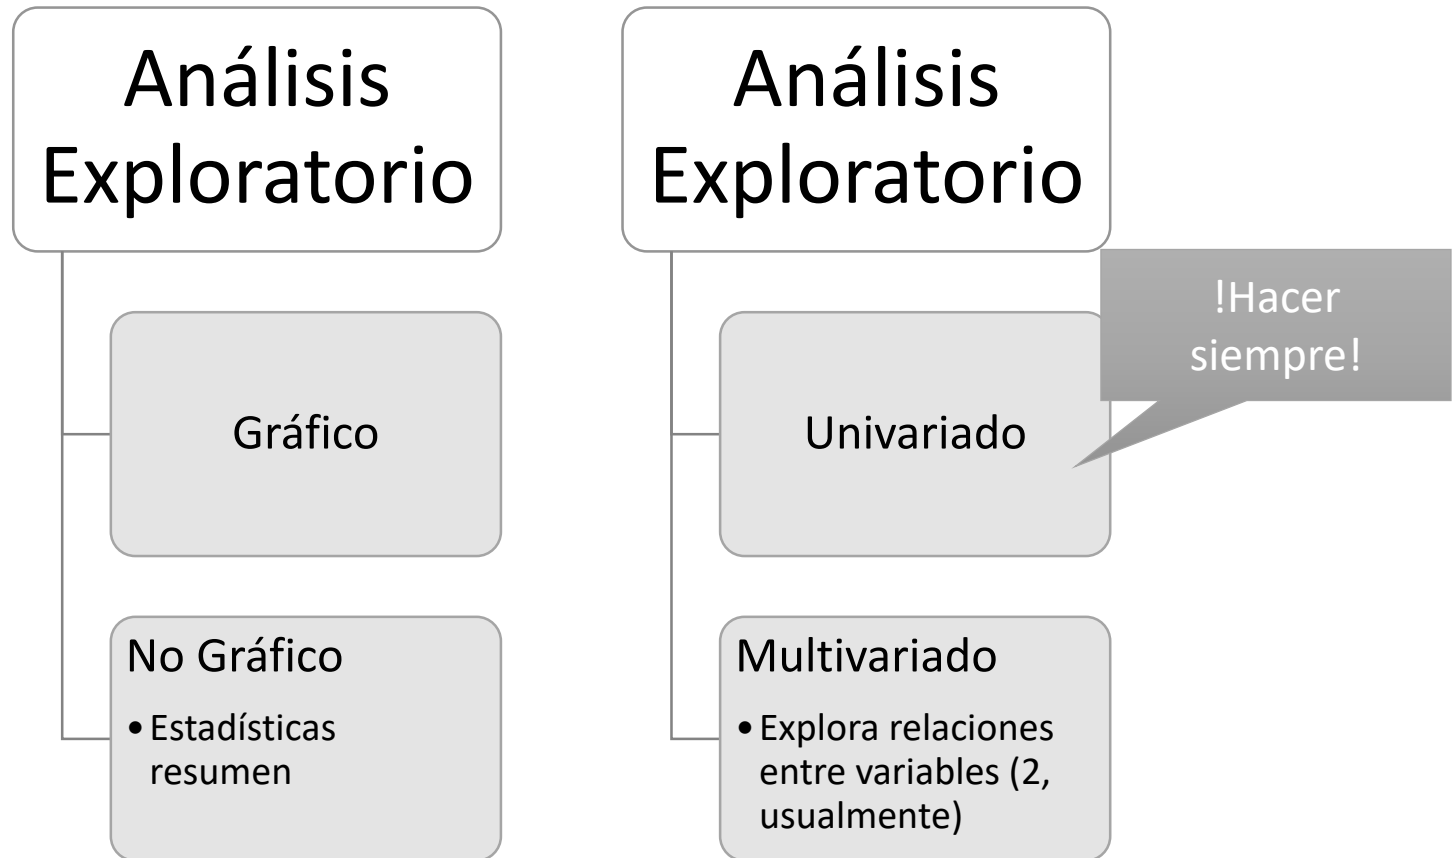 Análisis
Exploratorio
Gráfico
No Gráfico
• Estadísticas
resumen
Análisis
Exploratorio
!Hacer
siempre!
Univariado
Multivariado
• Explora relaciones
entre variables (2,
usualmente)